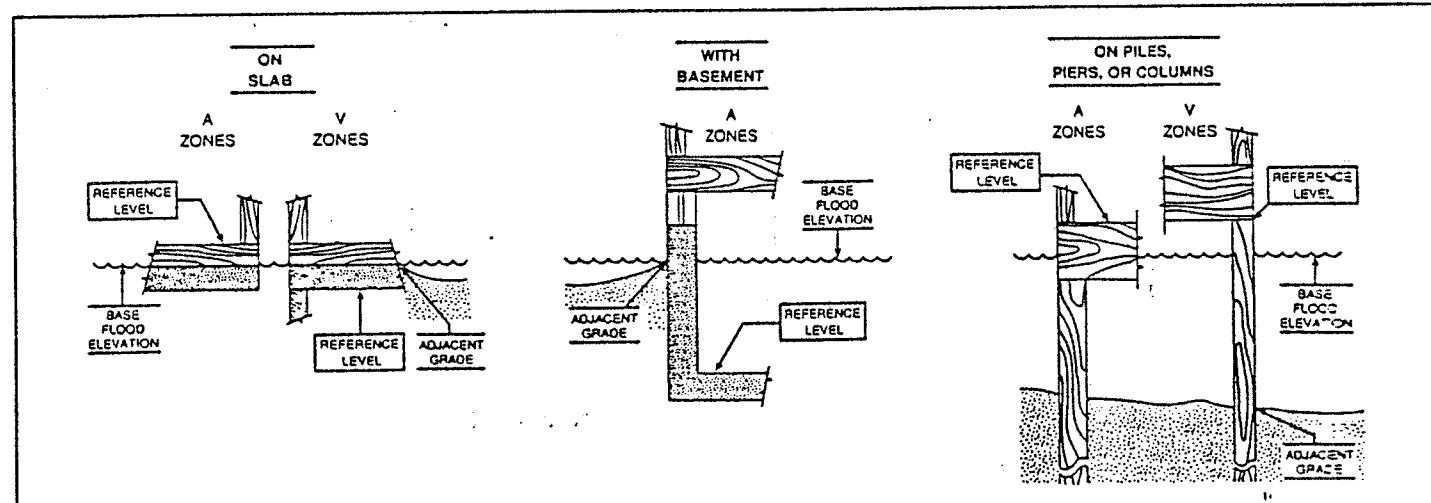 ON
SLAB
A
ZONES
V
ZONES
REFERENCE
LEVEL
BASE
FLOOD
ELEVATION
REFERENCE
LEVEL
ADJACENT
GRADE
WITH
BASEMENT
A
ZONES
BASE
FLOOD
ELEVATION
ADJACENT
GRADE
REFERENCE
LEVEL
ON PILES,
PIERS, OR COLUMNS
A
ZONES
V
ZONES
REFERENCE
LEVEL
REFERENCE
LEVEL
BASE
FLOOD
ELEVATION
ADJACENT
GRADE